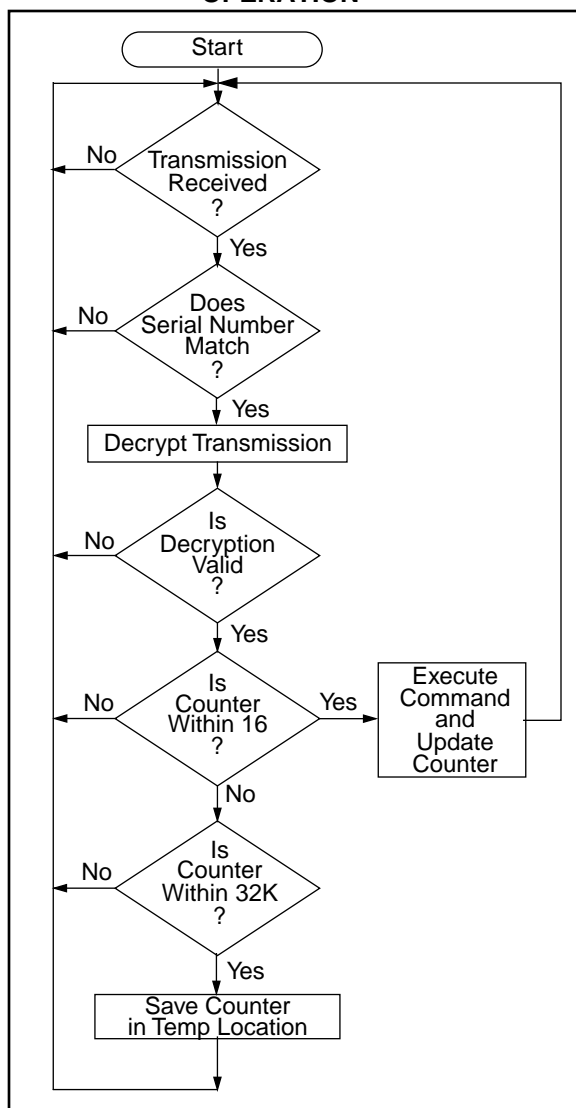 OPERATION
Start
No
Transmission
Received
?
Yes
No
Does
Serial Number
Match
?
Yes
Decrypt Transmission
No
Is
Decryption
Valid
?
Yes
No
Is
Counter
Within 16
?
Yes
Execute
Command
and
Update
Counter
No
No
Is
Counter
Within 32K
?
Yes
Save Counter
in Temp Location